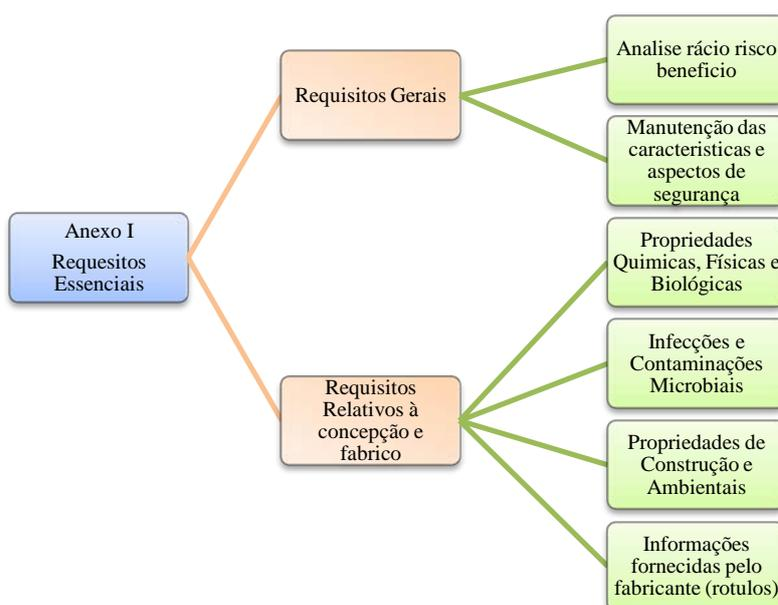 Anexo I
Requesitos
Essenciais
Requisitos Gerais
Analise rácio risco
beneficio
Manutenção das
caracteristicas e
aspectos de
segurança
Requisitos
Relativos à
concepção e
fabrico
Propriedades
Quimicas, Físicas e
Biológicas
Infecções e
Contaminações
Microbiais
Propriedades de
Construção e
Ambientais
Informações
fornecidas pelo
fabricante (rotulos)